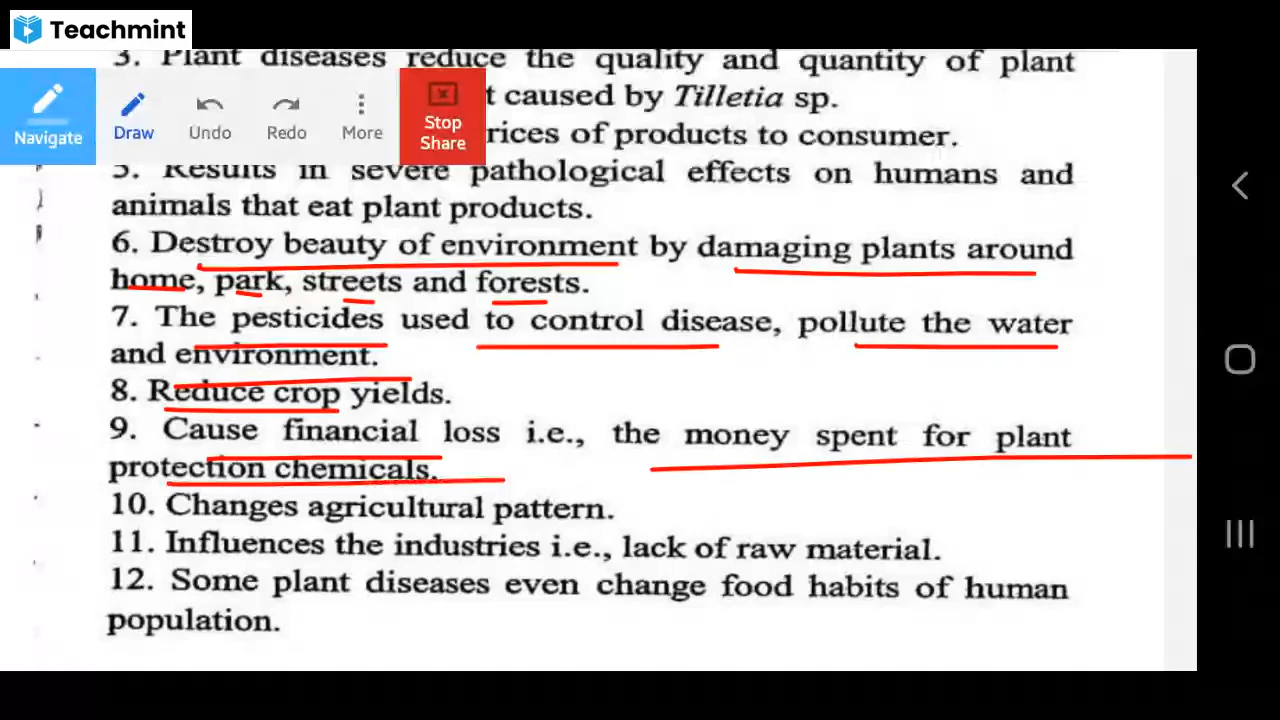 Teachmint
3. Plant diseases reduce the quality and quantity of plant
Navigate
Draw
Undo
Redo
More
Stop
Share
caused by Tilletia sp.
of products to consumer.
5. Results in severe pathological effects on humans and
animals that eat plant products.
6. Destroy beauty of environment by damaging plants around
home, park, streets and forests.
7. The pesticides used to control disease, pollute the water
and environment.
8. Reduce crop yields.
9. Cause financial loss i.e., the money spent for plant
protection chemicals.
10. Changes agricultural pattern.
11. Influences the industries i.e., lack of raw material.
12. Some plant diseases even change food habits of human
population.